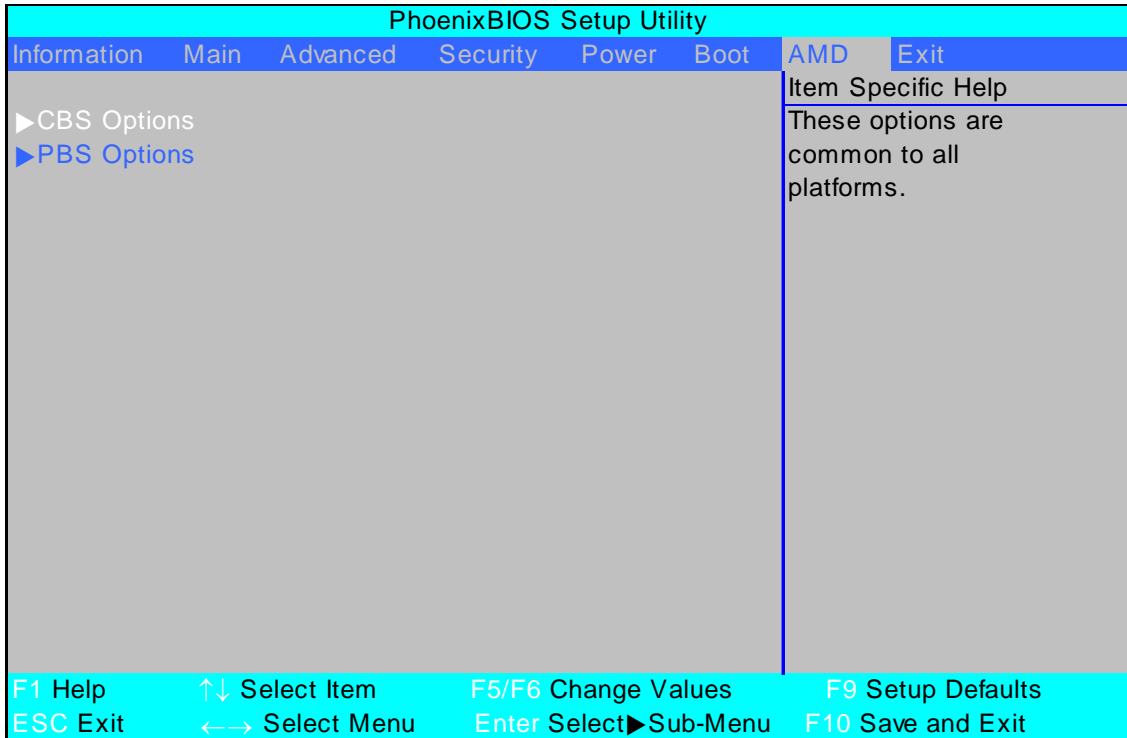 PhoenixBIOS Setup Utility
Information Main Advanced Security Power Boot AMD Exit
▶CBS Options
▶PBS Options
Item Specific Help
These options are
common to all
platforms.
F1 Help ↑↓ Select Item F5/F6 Change Values F9 Setup Defaults
ESC Exit ←→ Select Menu Enter Select▶Sub-Menu F10 Save and Exit